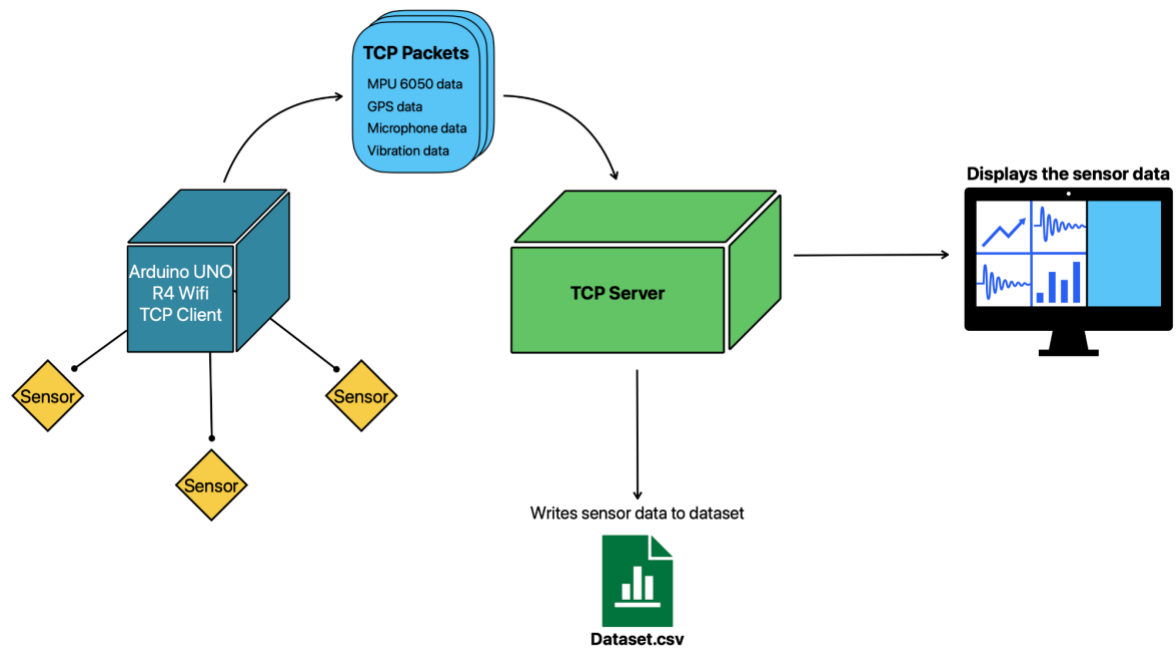 TCP Packets
MPU 6050 data
GPS data
Microphone data
Vibration data
Displays the sensor data
Arduino UNO
R4 Wifi
TCP Client
TCP Server
Sensor
Sensor
Sensor
Writes sensor data to dataset
Dataset.csv